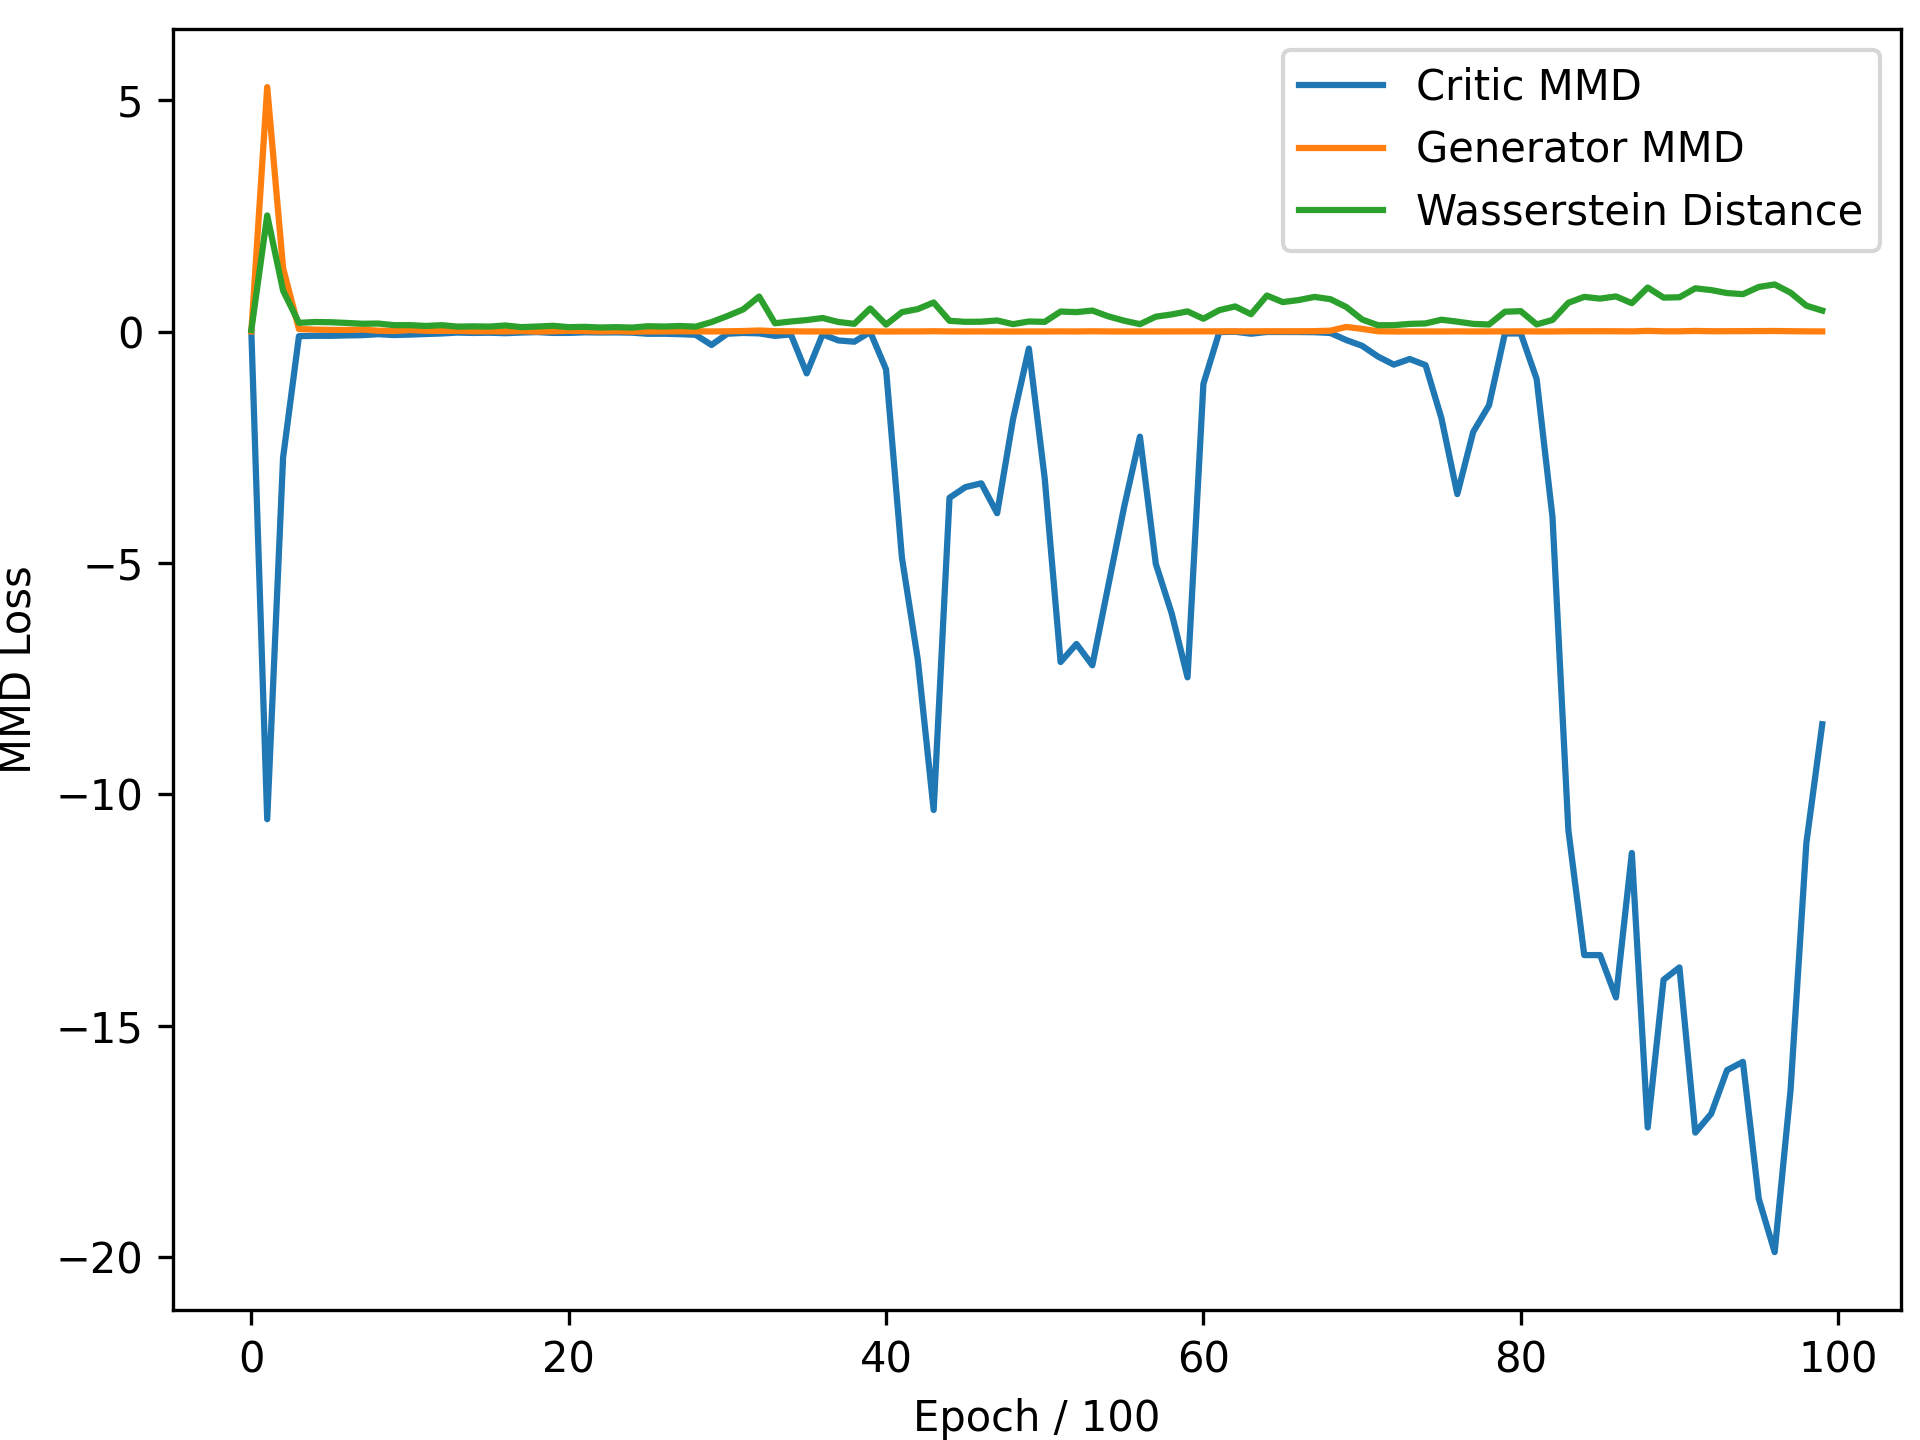 Critic MMD
Generator MMD
Wasserstein Distance
5
0
−5
−10
−15
−20
MMD Loss
0 20 40 60 80 100
Epoch / 100